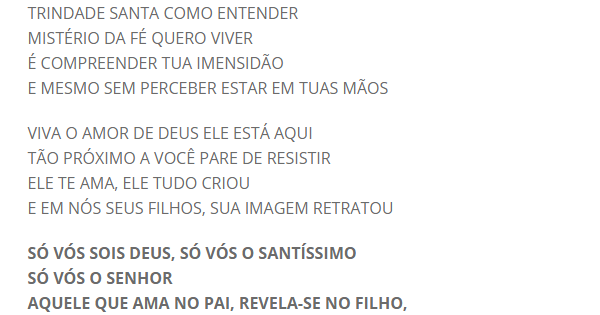 TRINDADE SANTA COMO ENTENDER
MISTÉRIO DA FÉ QUERO VIVER
É COMPREENDER TUA IMENSIDÃO
E MESMO SEM PERCEBER ESTAR EM TUAS MÃOS
VIVA O AMOR DE DEUS ELE ESTÁ AQUI
TÃO PRÓXIMO A VOCÊ PARE DE RESISTIR
ELE TE AMA, ELE TUDO CRIOU
E EM NÓS SEUS FILHOS, SUA IMAGEM RETRATOU
SÓ VÓS SOIS DEUS, SÓ VÓS O SANTÍSSIMO
SÓ VÓS O SENHOR
AQUELE QUE AMA NO PAI, REVELA-SE NO FILHO,